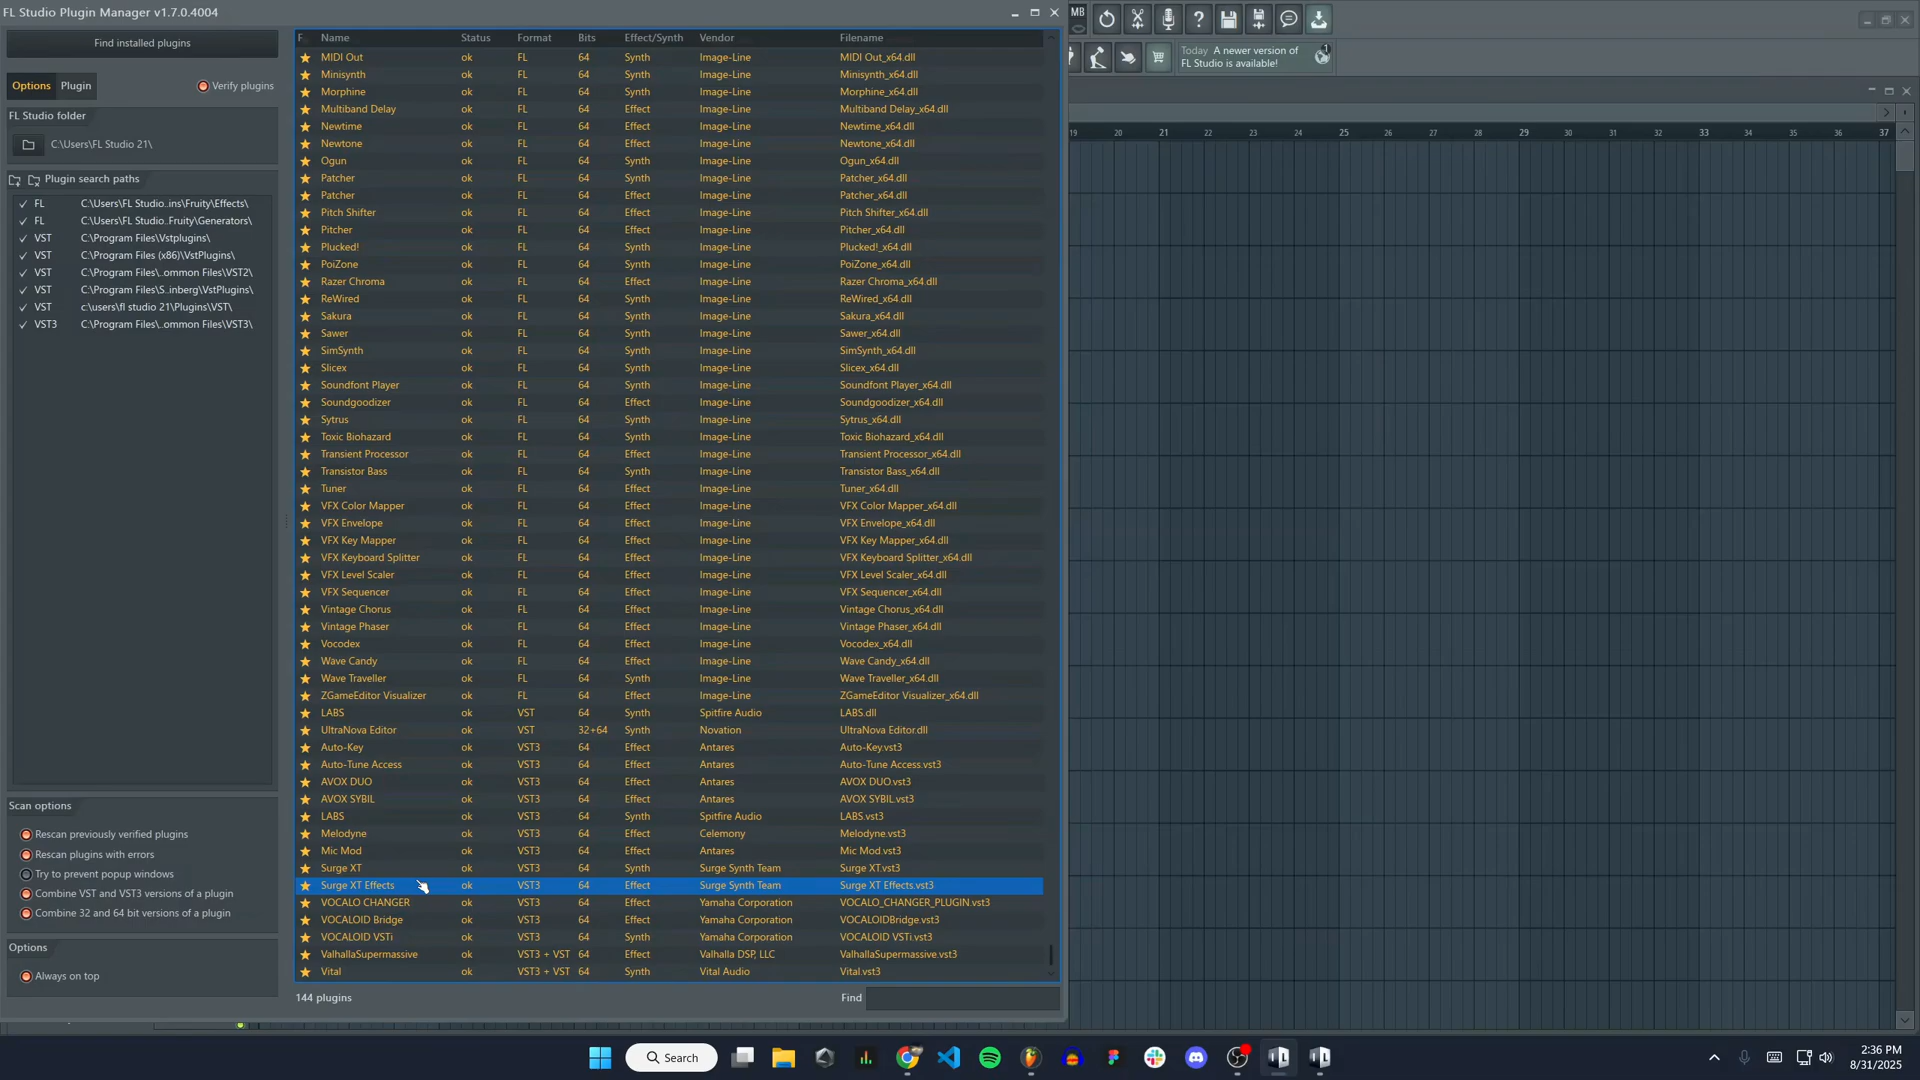 FL Studio Plugin Manager v1.7.0.4004
Find installed plugins
Options Plugin Verify plugins
FL Studio folder
C:\Users\FL Studio 21\
Plugin search paths
FL C:\Users\FL Studio..ins\Fruity\Effects\
FL C:\Users\FL Studio..Fruity\Generators\
VST C:\Program Files\Vstplugins\
VST C:\Program Files (x86)\VstPlugins\
VST C:\Program Files\..ommon Files\VST2\
VST C:\Program Files\S..inberg\VstPlugins\
VST c:\users\fl studio 21\Plugins\VST\
VST3 C:\Program Files\..ommon Files\VST3\
Scan options
Rescan previously verified plugins
Rescan plugins with errors
Try to prevent popup windows
Combine VST and VST3 versions of a plugin
Combine 32 and 64 bit versions of a plugin
Options
Always on top
F Name Status Format Bits Effect/Synth Vendor Filename
MIDI Out ok FL 64 Synth Image-Line MIDI Out_x64.dll
Minisynth ok FL 64 Synth Image-Line Minisynth_x64.dll
Morphine ok FL 64 Synth Image-Line Morphine_x64.dll
Multiband Delay ok FL 64 Effect Image-Line Multiband Delay_x64.dll
Newtime ok FL 64 Effect Image-Line Newtime_x64.dll
Newtone ok FL 64 Effect Image-Line Newtone_x64.dll
Ogun ok FL 64 Synth Image-Line Ogun_x64.dll
Patcher ok FL 64 Synth Image-Line Patcher_x64.dll
Patcher ok FL 64 Effect Image-Line Patcher_x64.dll
Pitch Shifter ok FL 64 Effect Image-Line Pitch Shifter_x64.dll
Pitcher ok FL 64 Effect Image-Line Pitcher_x64.dll
Plucked! ok FL 64 Synth Image-Line Plucked!_x64.dll
PoiZone ok FL 64 Synth Image-Line PoiZone_x64.dll
Razer Chroma ok FL 64 Effect Image-Line Razer Chroma_x64.dll
ReWired ok FL 64 Synth Image-Line ReWired_x64.dll
Sakura ok FL 64 Synth Image-Line Sakura_x64.dll
Sawer ok FL 64 Synth Image-Line Sawer_x64.dll
SimSynth ok FL 64 Synth Image-Line SimSynth_x64.dll
Slicex ok FL 64 Synth Image-Line Slicex_x64.dll
Soundfont Player ok FL 64 Synth Image-Line Soundfont Player_x64.dll
Soundgoodizer ok FL 64 Effect Image-Line Soundgoodizer_x64.dll
Sytrus ok FL 64 Synth Image-Line Sytrus_x64.dll
Toxic Biohazard ok FL 64 Synth Image-Line Toxic Biohazard_x64.dll
Transient Processor ok FL 64 Effect Image-Line Transient Processor_x64.dll
Transistor Bass ok FL 64 Synth Image-Line Transistor Bass_x64.dll
Tuner ok FL 64 Effect Image-Line Tuner_x64.dll
VFX Color Mapper ok FL 64 Effect Image-Line VFX Color Mapper_x64.dll
VFX Envelope ok FL 64 Effect Image-Line VFX Envelope_x64.dll
VFX Key Mapper ok FL 64 Effect Image-Line VFX Key Mapper_x64.dll
VFX Keyboard Splitter ok FL 64 Effect Image-Line VFX Keyboard Splitter_x64.dll
VFX Level Scaler ok FL 64 Effect Image-Line VFX Level Scaler_x64.dll
VFX Sequencer ok FL 64 Effect Image-Line VFX Sequencer_x64.dll
Vintage Chorus ok FL 64 Effect Image-Line Vintage Chorus_x64.dll
Vintage Phaser ok FL 64 Effect Image-Line Vintage Phaser_x64.dll
Vocodex ok FL 64 Effect Image-Line Vocodex_x64.dll
Wave Candy ok FL 64 Effect Image-Line Wave Candy_x64.dll
Wave Traveller ok FL 64 Synth Image-Line Wave Traveller_x64.dll
ZGameEditor Visualizer ok FL 64 Effect Image-Line ZGameEditor Visualizer_x64.dll
LABS ok VST 64 Synth Spitfire Audio LABS.dll
UltraNova Editor ok VST 32+64 Synth Novation UltraNova Editor.dll
Auto-Key ok VST3 64 Effect Antares Auto-Key.vst3
Auto-Tune Access ok VST3 64 Effect Antares Auto-Tune Access.vst3
AVOX DUO ok VST3 64 Effect Antares AVOX DUO.vst3
AVOX SYBIL ok VST3 64 Effect Antares AVOX SYBIL.vst3
LABS ok VST3 64 Synth Spitfire Audio LABS.vst3
Melodyne ok VST3 64 Effect Celemony Melodyne.vst3
Mic Mod ok VST3 64 Effect Antares Mic Mod.vst3
Surge XT ok VST3 64 Synth Surge Synth Team Surge XT.vst3
Surge XT Effects ok VST3 64 Effect Surge Synth Team Surge XT Effects.vst3
VOCALO CHANGER ok VST3 64 Effect Yamaha Corporation VOCALO_CHANGER_PLUGIN.vst3
VOCALOID Bridge ok VST3 64 Effect Yamaha Corporation VOCALOIDBridge.vst3
VOCALOID VSTi ok VST3 64 Synth Yamaha Corporation VOCALOID VSTi.vst3
ValhallaSupermassive ok VST3 + VST 64 Effect Valhalla DSP, LLC ValhallaSupermassive.vst3
Vital ok VST3 + VST 64 Synth Vital Audio Vital.vst3
144 plugins Find
MB
Today A newer version of
FL Studio is available! 1
19 20 21 22 23 24 25 26 27 28 29 30 31 32 33 34 35 36 37
Search
2:36 PM
8/31/2025